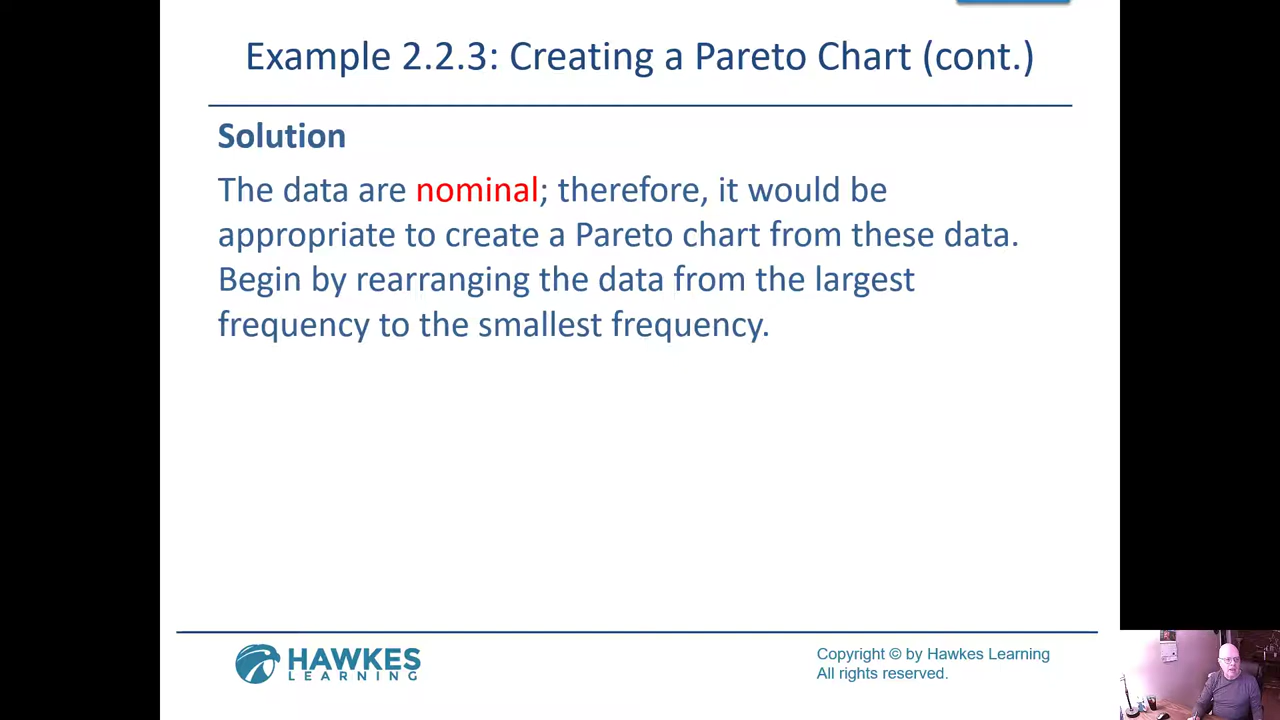 Example 2.2.3: Creating a Pareto Chart (cont.)
Solution
The data are nominal; therefore, it would be
appropriate to create a Pareto chart from these data.
Begin by rearranging the data from the largest
frequency to the smallest frequency.
HAWKES
LEARNING
Copyright © by Hawkes Learning
All rights reserved.